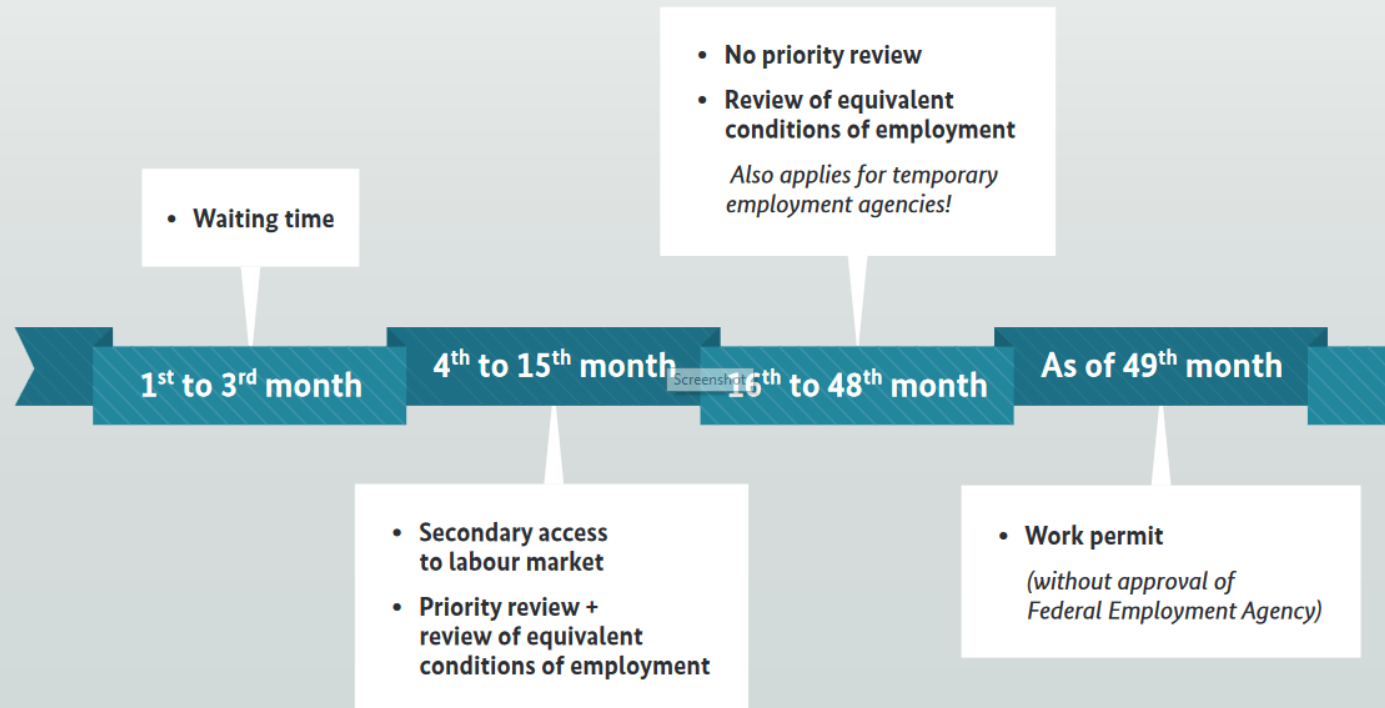 • No priority review
• Review of equivalent
conditions of employment
Also applies for temporary
employment agencies!
• Waiting time
1st to 3rd month
4th to 15th month
Screenshot
16th to 48th month
As of 49th month
• Secondary access
to labour market
• Priority review +
review of equivalent
conditions of employment
• Work permit
(without approval of
Federal Employment Agency)